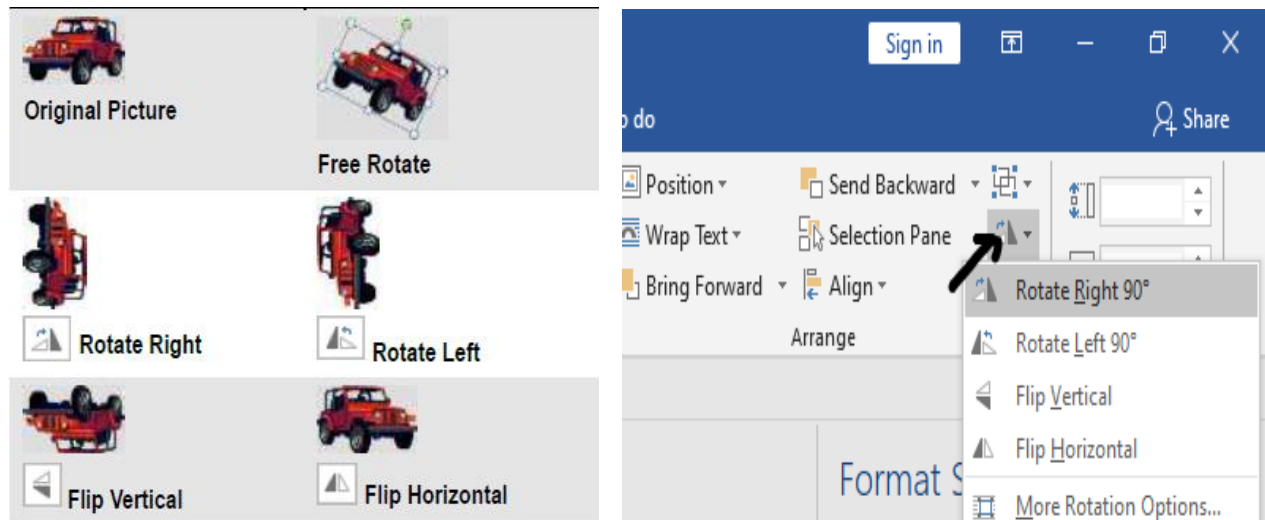 Original Picture
Free Rotate
Rotate Right
Rotate Left
Flip Vertical
Flip Horizontal
Sign in
o do
Share
Position
Send Backward
Wrap Text
Selection Pane
Bring Forward
Align
Arrange
Rotate Right 90°
Rotate Left 90°
Flip Vertical
Flip Horizontal
More Rotation Options...
Format S